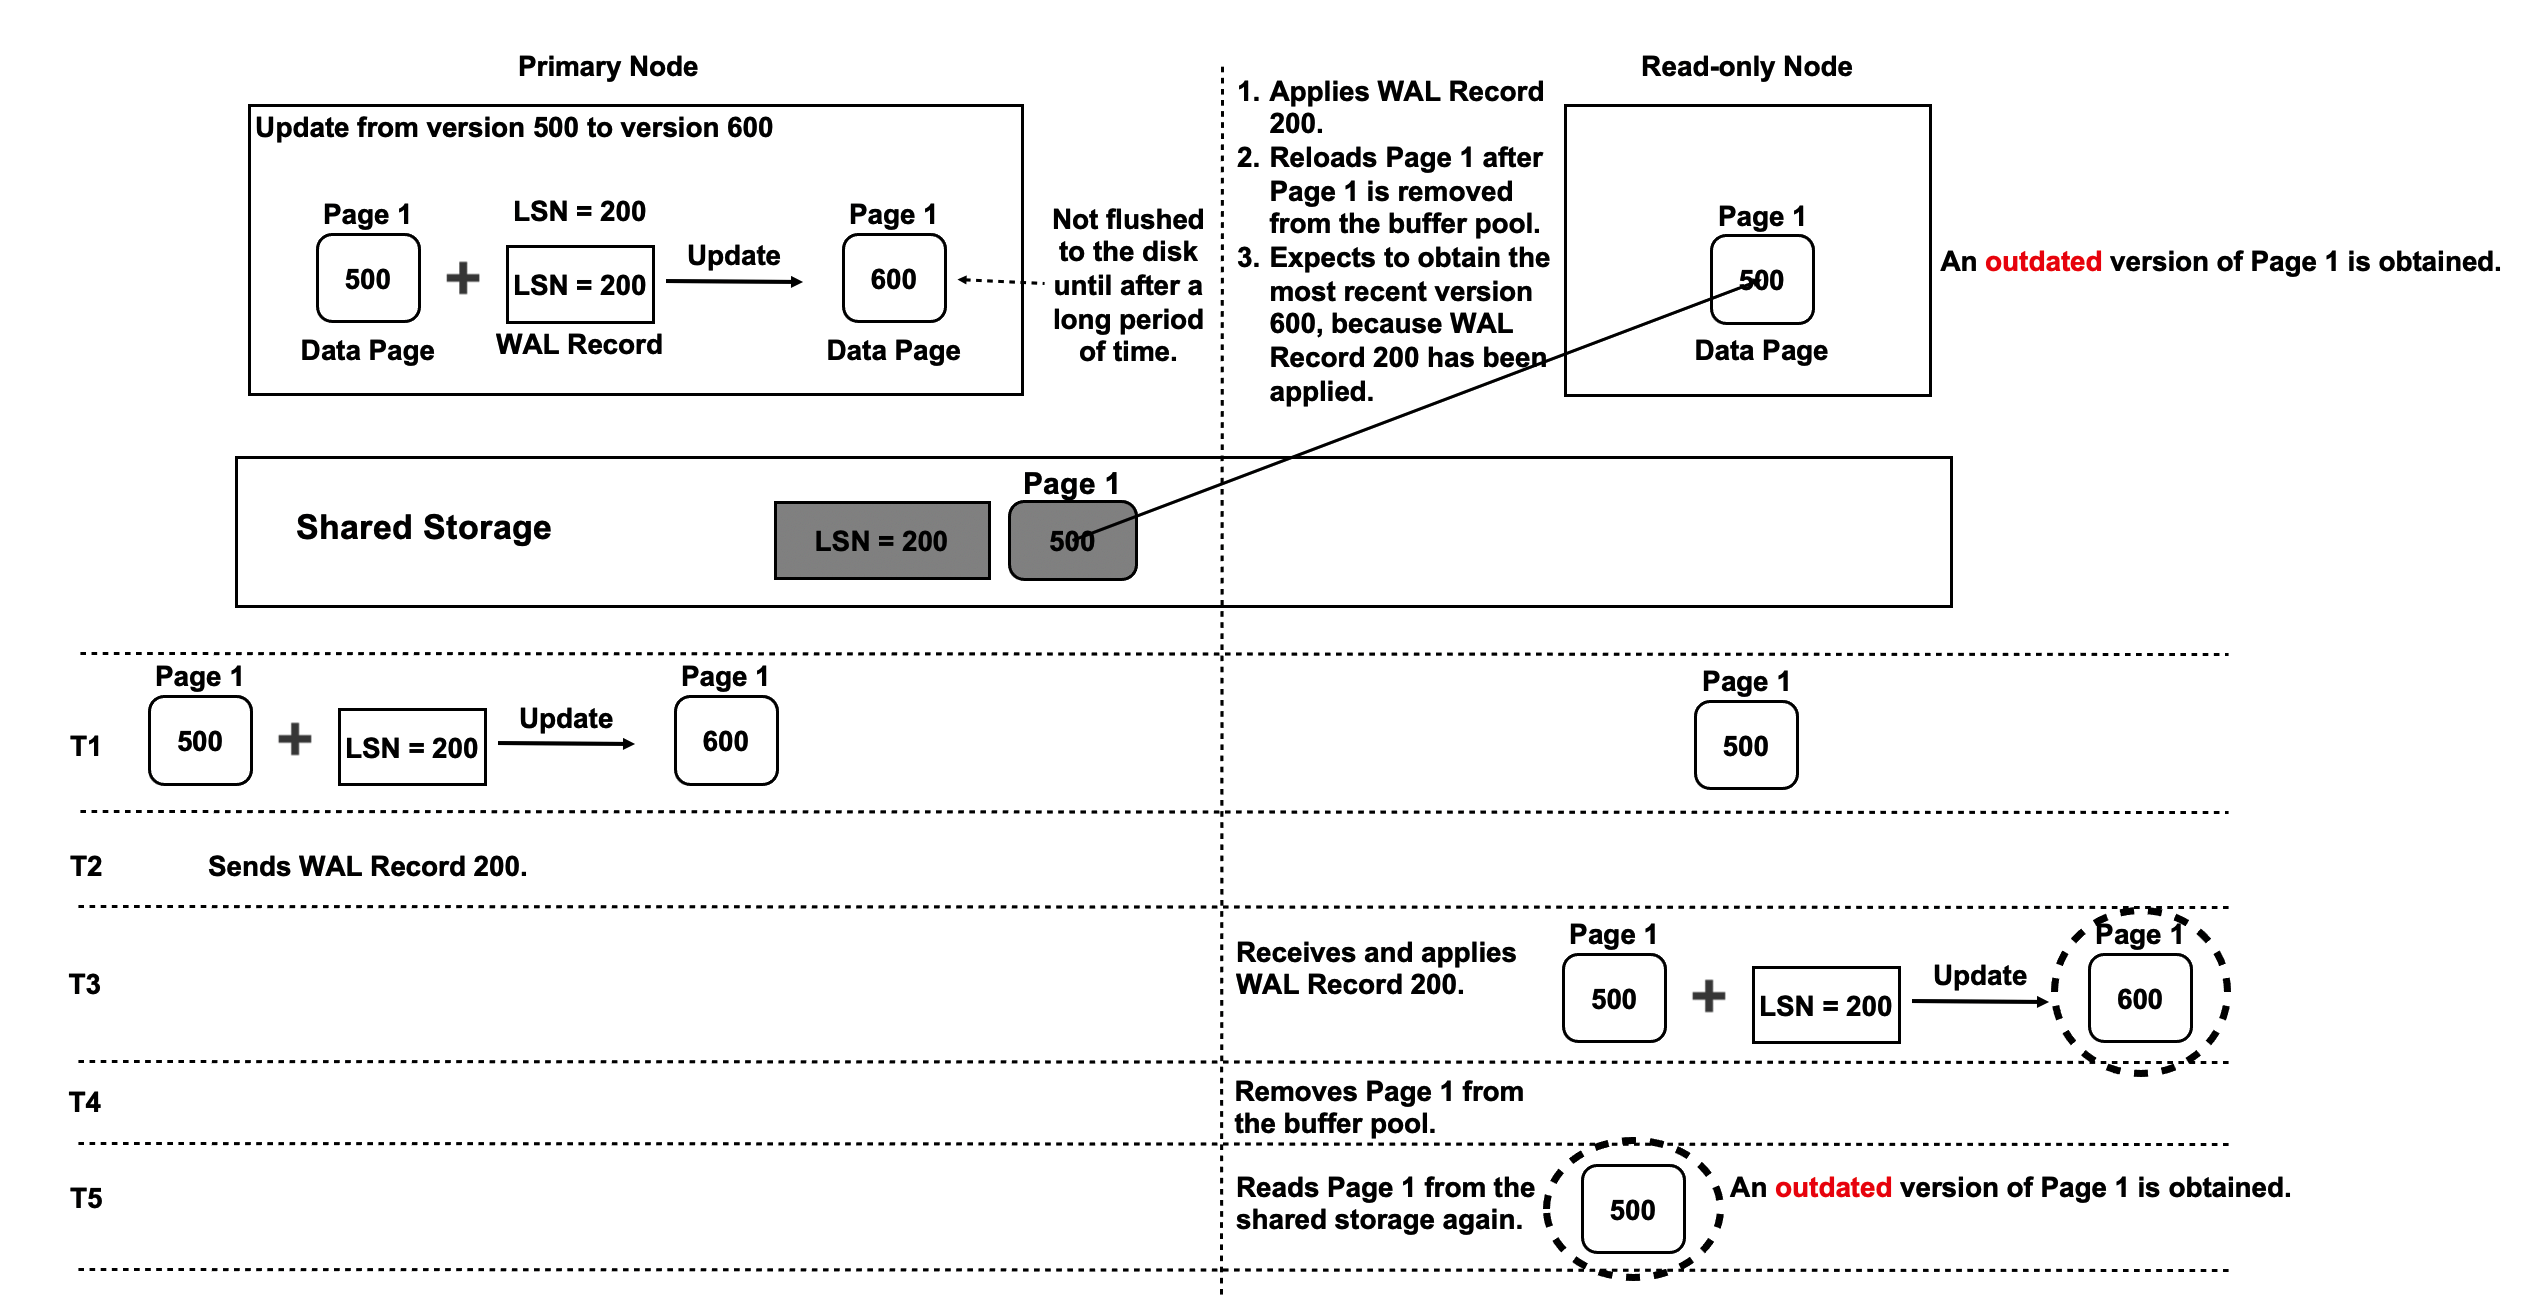 Primary Node
Update from version 500 to version 600
Page 1
500
Data Page
LSN = 200
LSN = 200
WAL Record
Update
Page 1
600
Data Page
Not flushed
to the disk
until after a
long period
of time.
1. Applies WAL Record
200.
2. Reloads Page 1 after
Page 1 is removed
from the buffer pool.
3. Expects to obtain the
most recent version
600, because WAL
Record 200 has been
applied.
Read-only Node
Page 1
500
Data Page
An outdated version of Page 1 is obtained.
Shared Storage
LSN = 200
Page 1
500
T1
Page 1
500
LSN = 200
Update
Page 1
600
Page 1
500
T2
Sends WAL Record 200.
T3
Receives and applies
WAL Record 200.
Page 1
500
LSN = 200
Update
Page 1
600
T4
Removes Page 1 from
the buffer pool.
T5
Reads Page 1 from the
shared storage again.
500
An outdated version of Page 1 is obtained.